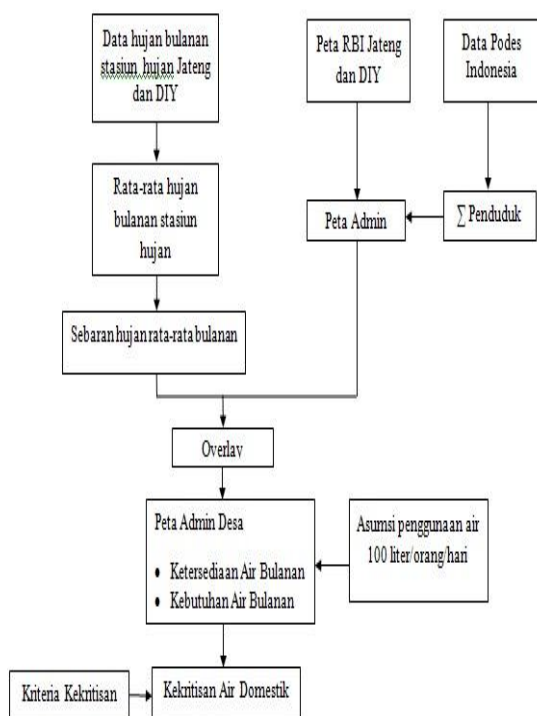 Data hujan bulanan
stasiun hujan Jateng
dan DIY
Peta RBI Jateng
dan DIY
Data Podes
Indonesia
Rata-rata hujan
bulanan stasiun
hujan
Peta Admin
∑ Penduduk
Sebaran hujan rata-rata bulanan
Overlay
Peta Admin Desa
• Ketersediaan Air Bulanan
• Kebutuhan Air Bulanan
Asumsi penggunaan air
100 liter/orang/hari
Kriteria Kekritisan
Kekritisan Air Domestik